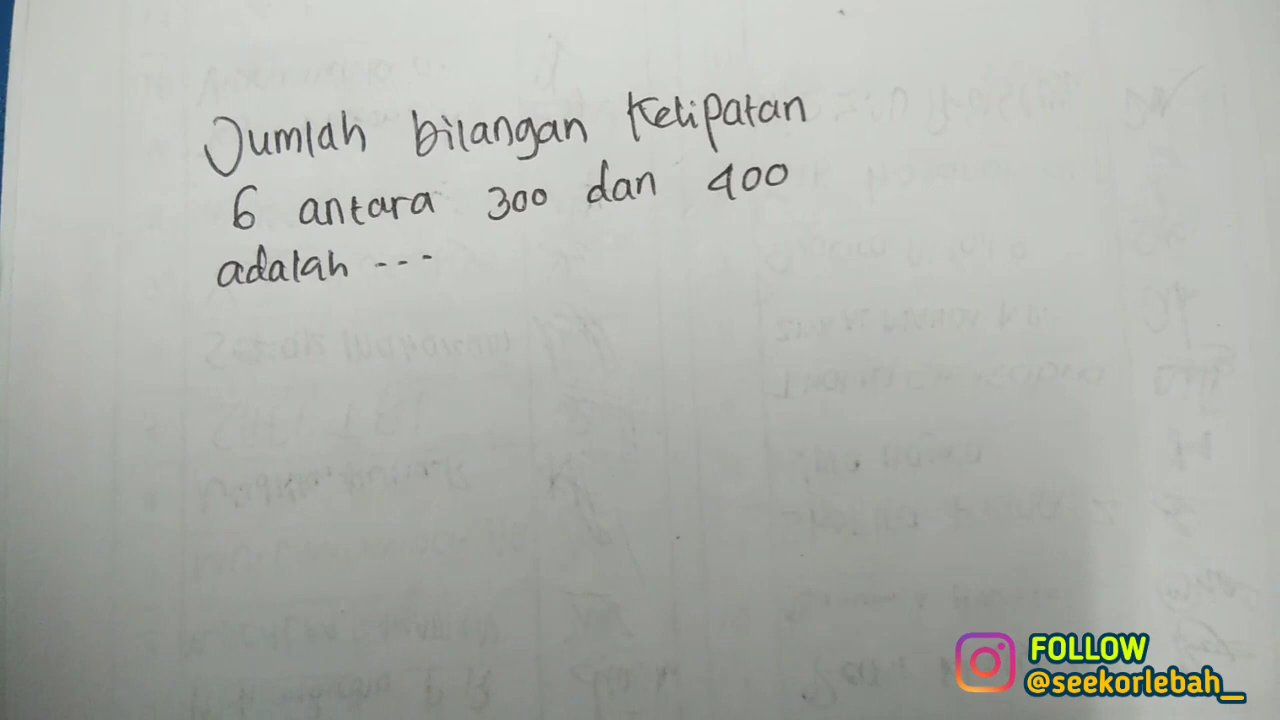 Jumlah bilangan Kelipatan
6 antara 300 dan 400
adalah ---
FOLLOW
@seekorlebah_